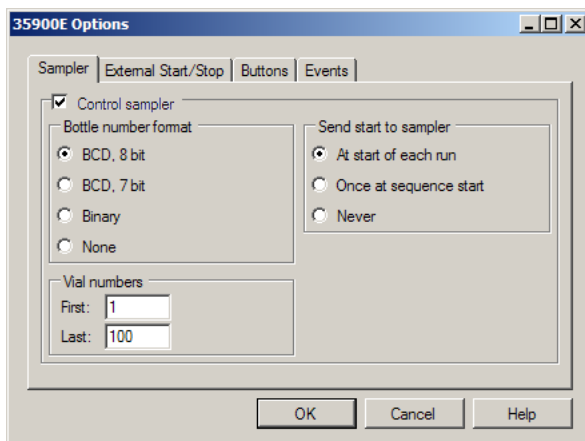 35900E Options
Sampler External Start/Stop Buttons Events
Control sampler
Bottle number format
BCD, 8 bit
BCD, 7 bit
Binary
None
Send start to sampler
At start of each run
Once at sequence start
Never
Vial numbers
First: 1
Last: 100
OK Cancel Help